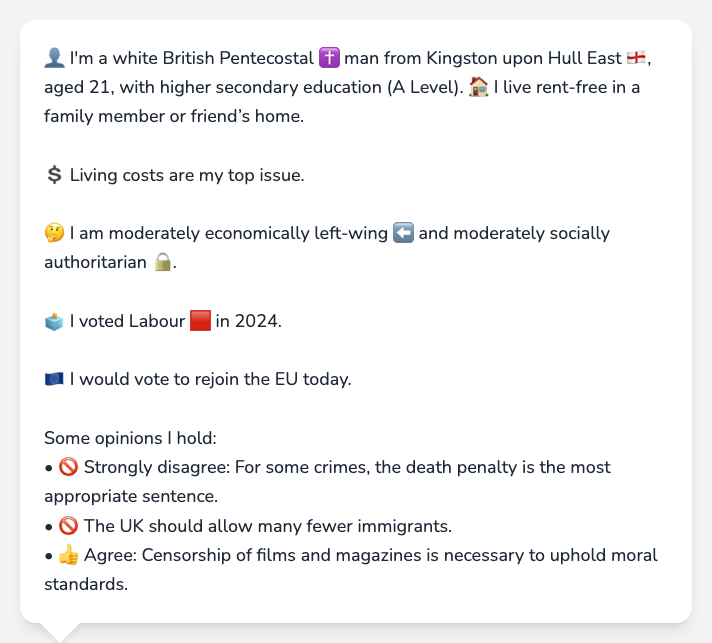 👤 I'm a white British Pentecostal ✝️ man from Kingston upon Hull East 🏴󠁧󠁢󠁥󠁮󠁧󠁿,
aged 21, with higher secondary education (A Level). 🏠 I live rent-free in a
family member or friend’s home.
💲 Living costs are my top issue.
🤔 I am moderately economically left-wing ⬅️ and moderately socially
authoritarian 🔒.
🗳️ I voted Labour 🟥 in 2024.
🇪🇺 I would vote to rejoin the EU today.
Some opinions I hold:
• 🚫 Strongly disagree: For some crimes, the death penalty is the most
appropriate sentence.
• 🚫 The UK should allow many fewer immigrants.
• 👍 Agree: Censorship of films and magazines is necessary to uphold moral
standards.